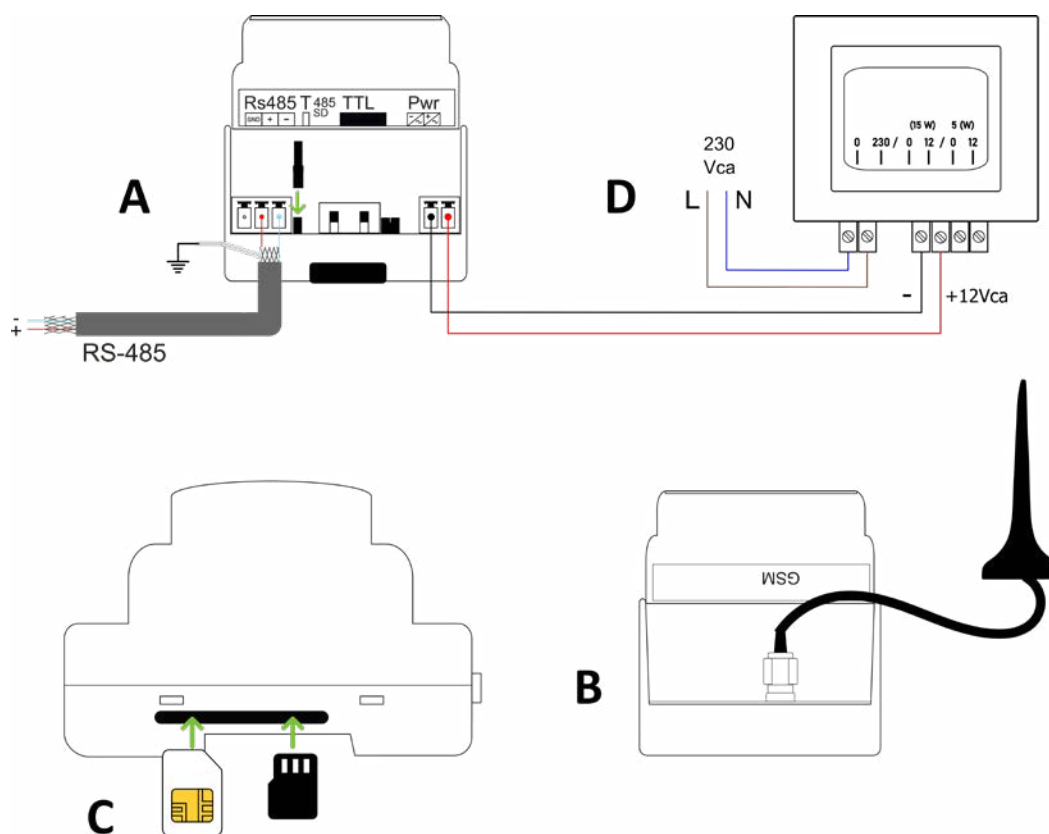 Rs485 T 485 SD TTL Pwr
GND + -
A
- 
+
RS-485
230
Vca
L N
D
(15 W) 5 (W)
0 230 / 0 12 / 0 12
- +12Vca
GSM
B
C